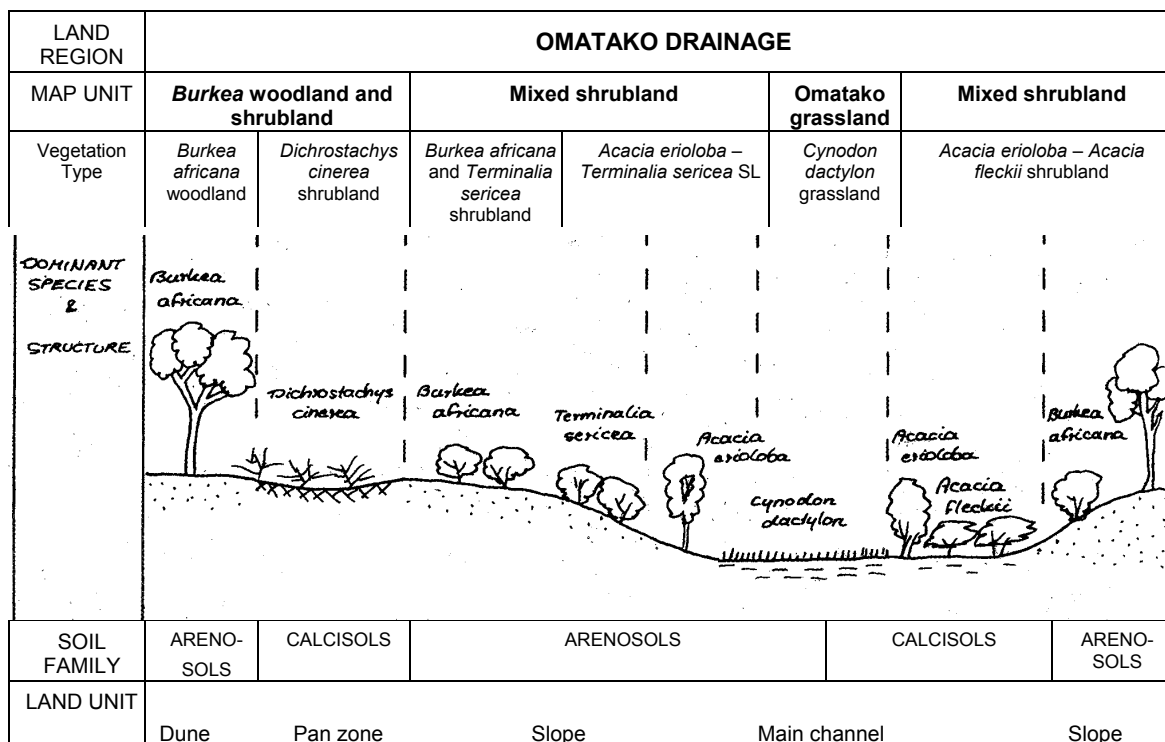 LAND
REGION
OMATAKO DRAINAGE
MAP UNIT
Burkea woodland and
shrubland
Mixed shrubland
Omatako
grassland
Mixed shrubland
Vegetation
Type
Burkea
africana
woodland
Dichrostachys
cinerea
shrubland
Burkea africana
and Terminalia
sericea
shrubland
Acacia erioloba –
Terminalia sericea SL
Cynodon
dactylon
grassland
Acacia erioloba – Acacia
fleckii shrubland
DOMINANT
SPECIES
&
STRUCTURE
Burkea
africana
Dichrostachys
cinerea
Burkea
africana
Terminalia
sericea
Acacia
erioloba
Cynodon
dactylon
Acacia
erioloba
Acacia
fleckii
Burkea
africana
SOIL
FAMILY
ARENO-
SOLS
CALCISOLS
ARENOSOLS
CALCISOLS
ARENO-
SOLS
LAND UNIT
Dune
Pan zone
Slope
Main channel
Slope